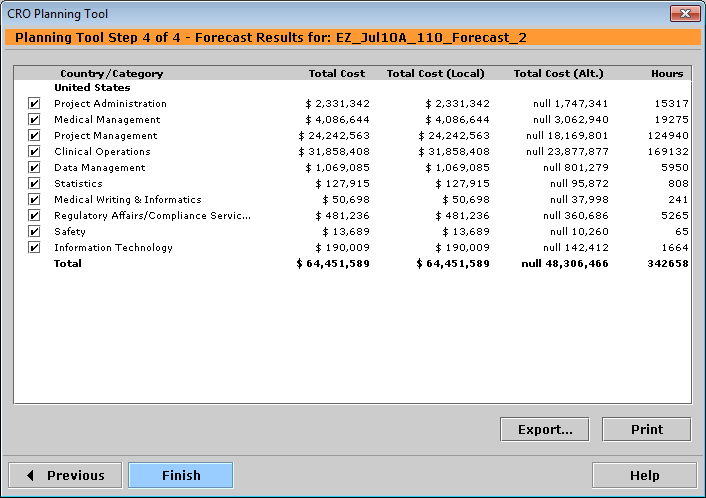 CRO Planning Tool
Planning Tool Step 4 of 4 - Forecast Results for: EZ_Jul10A_110_Forecast_2
Country/Category Total Cost Total Cost (Local) Total Cost (Alt.) Hours
United States
Project Administration $ 2,331,342 $ 2,331,342 null 1,747,341 15317
Medical Management $ 4,086,644 $ 4,086,644 null 3,062,940 19275
Project Management $ 24,242,563 $ 24,242,563 null 18,169,801 124940
Clinical Operations $ 31,858,408 $ 31,858,408 null 23,877,877 169132
Data Management $ 1,069,085 $ 1,069,085 null 801,279 5950
Statistics $ 127,915 $ 127,915 null 95,872 808
Medical Writing & Informatics $ 50,698 $ 50,698 null 37,998 241
Regulatory Affairs/Compliance Servic... $ 481,236 $ 481,236 null 360,686 5265
Safety $ 13,689 $ 13,689 null 10,260 65
Information Technology $ 190,009 $ 190,009 null 142,412 1664
Total $ 64,451,589 $ 64,451,589 null 48,306,466 342658
Export... Print
Previous Finish Help